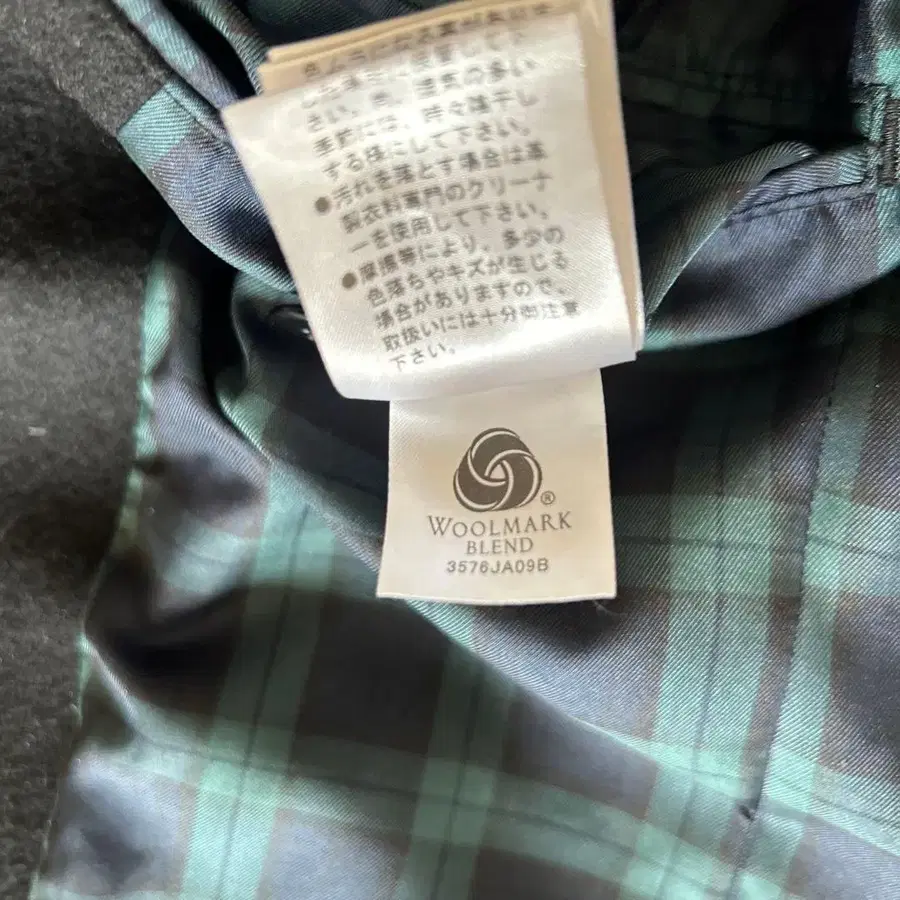 さい。尚、湿気の多い
季節には、時々陰干し
する様にして下さい。
●汚れを落とす場合は革
製衣料専門のクリーナ
ーを使用して下さい。
●摩擦等により、多少の
色落ちやキズが生じる
場合がありますので、
取扱いには十分御注意
下さい。
WOOLMARK
BLEND
3576JA09B
®